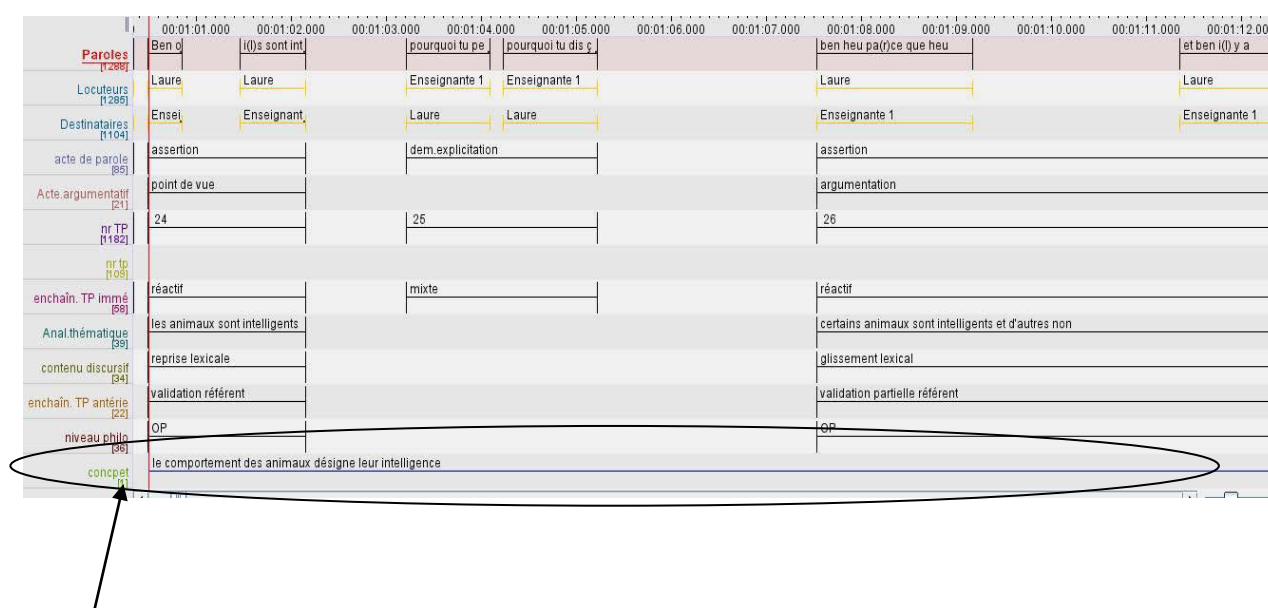 00:01:01.000 00:01:02.000 00:01:03.000 00:01:04.000 00:01:05.000 00:01:06.000 00:01:07.000 00:01:08.000 00:01:09.000 00:01:10.000 00:01:11.000 00:01:12.00
Paroles Ben o i(l)s sont int pourquoi tu pe pourquoi tu dis ç ben heu pa(r)ce que heu et ben i(l) y a
[1288]
Locuteurs Laure Laure Enseignante 1 Enseignante 1 Laure Laure
[1285]
Destinataires Ensei Enseignant Laure Laure Enseignante 1 Enseignante 1
[1104]
acte de parole assertion dem.explicitation assertion
[85]
Acte.argumentatif point de vue argumentation
[21]
nr TP 24 25 26
[1182]
nr tp
[109]
enchaîn. TP immé réactif mixte réactif
[58]
Anal.thématique les animaux sont intelligents certains animaux sont intelligents et d'autres non
[39]
contenu discursif reprise lexicale glissement lexical
[34]
enchaîn. TP antérie validation référent validation partielle référent
[22]
niveau philo OP OP
[36]
concpet le comportement des animaux désigne leur intelligence
[1]